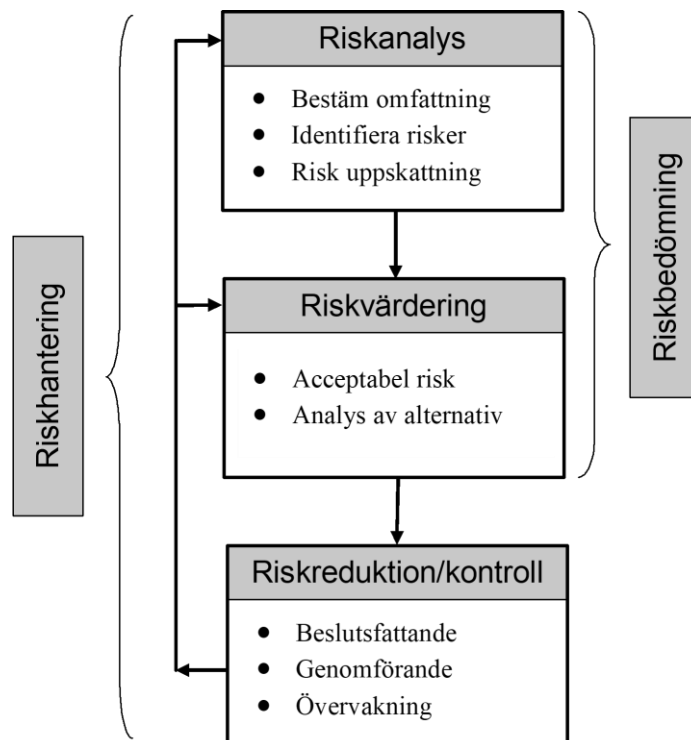 Riskanalys
Bestäm omfattning
Identifiera risker
Risk uppskattning
Riskhantering
Riskbedömning
Riskvärdering
Acceptabel risk
Analys av alternativ
Riskreduktion/kontroll
Beslutsfattande
Genomförande
Övervakning